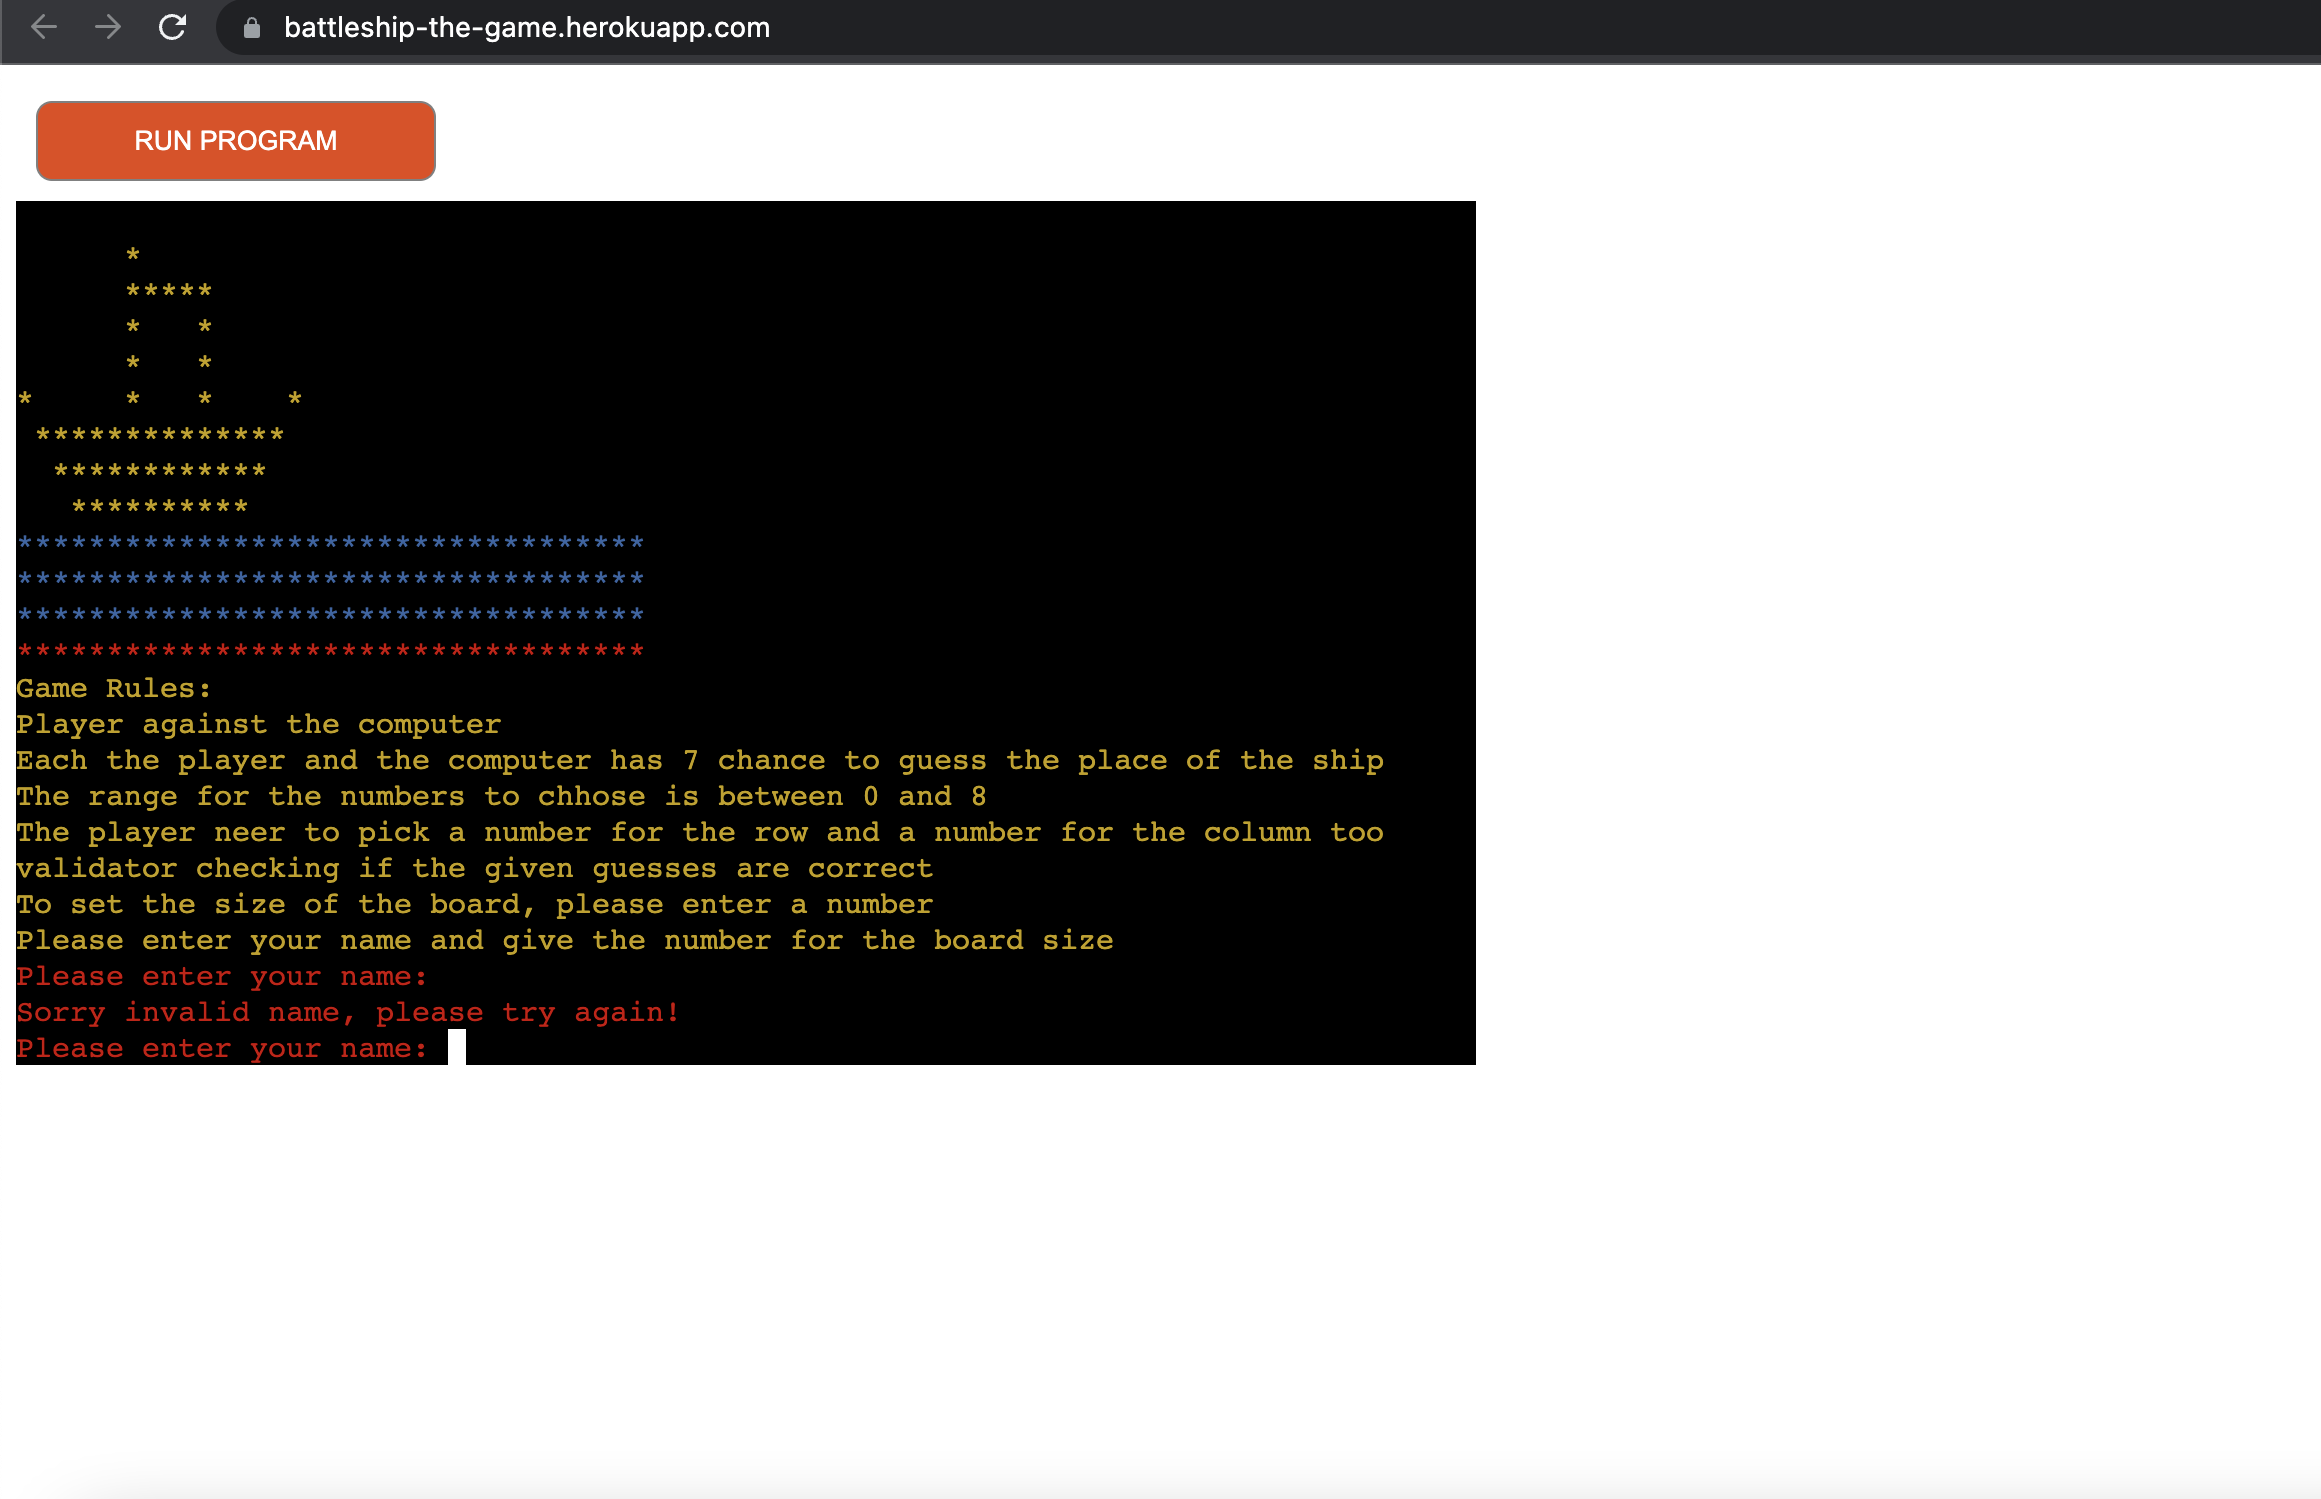 battleship-the-game.herokuapp.com
RUN PROGRAM
*
*****
*   *
*   *
*     *   *    *
**************
************
**********
***********************************
***********************************
***********************************
***********************************
Game Rules:
Player against the computer
Each the player and the computer has 7 chance to guess the place of the ship
The range for the numbers to chhose is between 0 and 8
The player neer to pick a number for the row and a number for the column too
validator checking if the given guesses are correct
To set the size of the board, please enter a number
Please enter your name and give the number for the board size
Please enter your name:
Sorry invalid name, please try again!
Please enter your name: